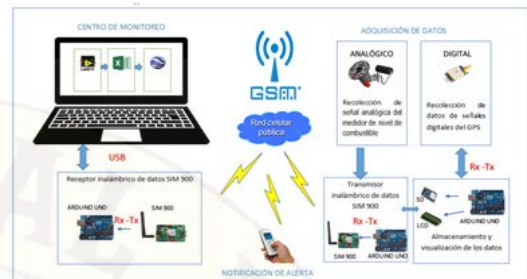 CENTRO DE MONITOREO
USB
Receptor inalámbrico de datos SIM 900
ARDUINO UNO
Rx -Tx
SIM 900
GSM
Red celular
pública
NOTIFICACIÓN DE ALERTA
ADQUISICIÓN DE DATOS
ANALÓGICO
Recolección de
señal analógica del
medidor de nivel de
combustible
DIGITAL
Recolección de
datos de señales
digitales del GPS
Rx -Tx
Transmisor
inalámbrico de datos
SIM 900
Rx -Tx
SIM 900
ARDUINO UNO
SD
LCD
ARDUINO UNO
Almacenamiento y
visualización de los datos